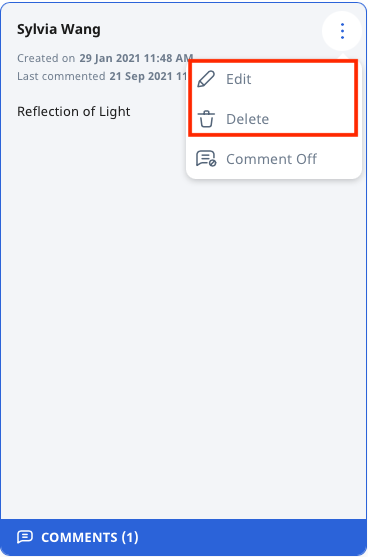 Sylvia Wang
Created on 29 Jan 2021 11:48 AM
Last commented 21 Sep 2021 11
Edit
Reflection of Light
Delete
Comment Off
COMMENTS (1)